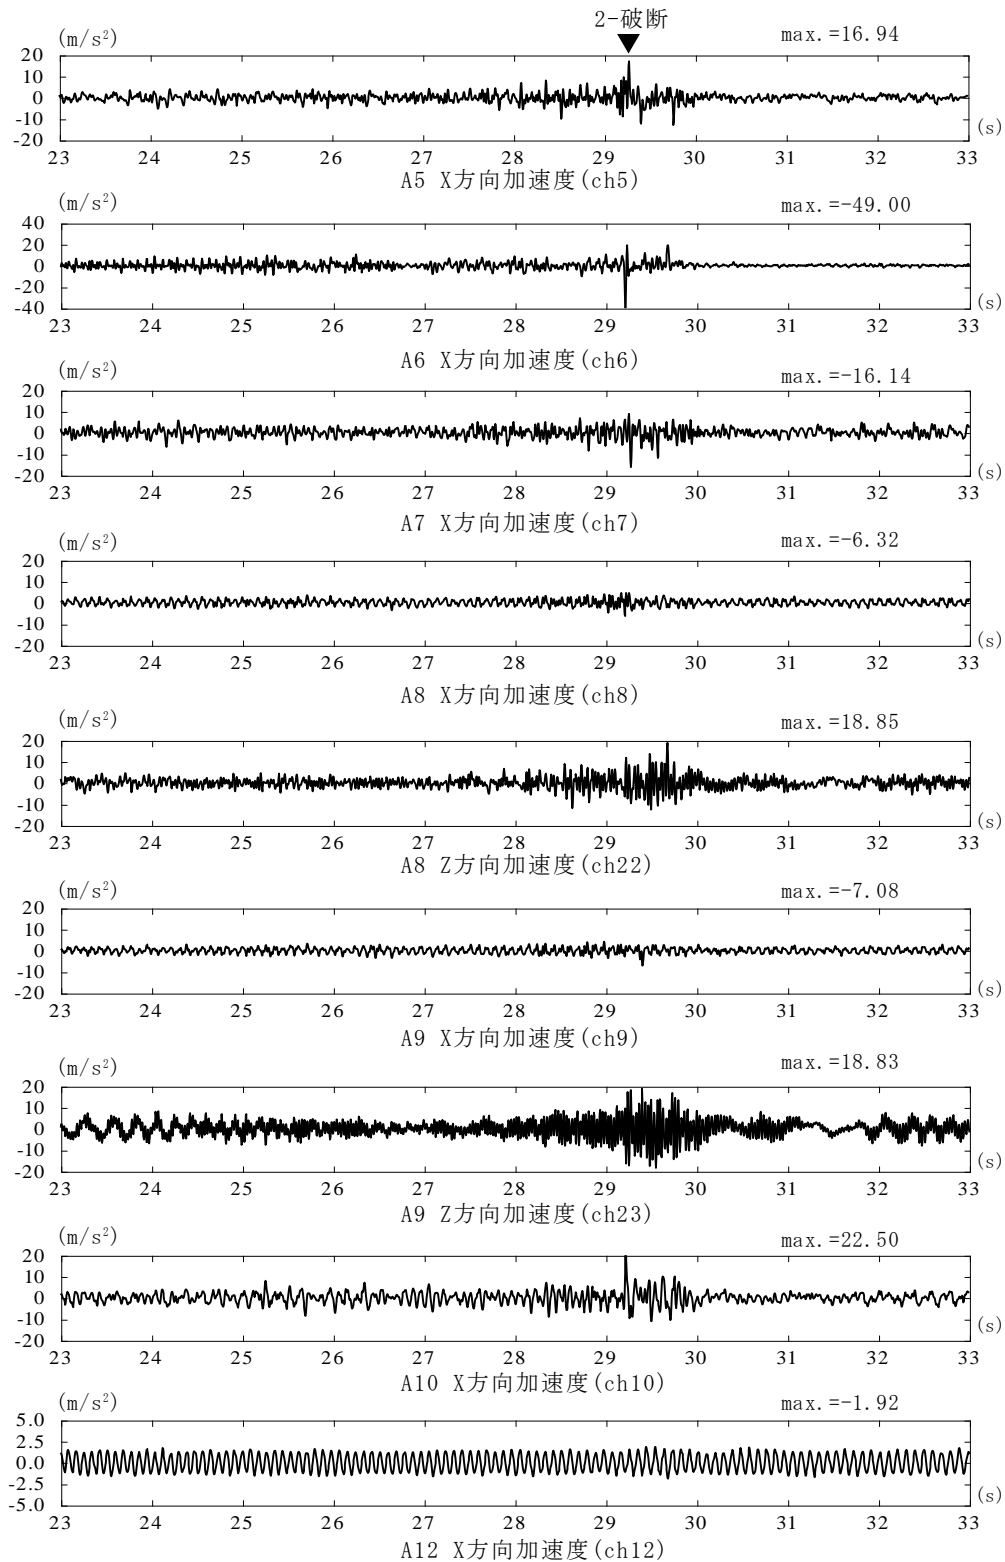 2-破断
(m/s²) max.=16.94
20
10
0
-10
-20
(s)
23 24 25 26 27 28 29 30 31 32 33
A5 X方向加速度(ch5)
(m/s²) max.=-49.00
40
20
0
-20
-40
(s)
23 24 25 26 27 28 29 30 31 32 33
A6 X方向加速度(ch6)
(m/s²) max.=-16.14
20
10
0
-10
-20
(s)
23 24 25 26 27 28 29 30 31 32 33
A7 X方向加速度(ch7)
(m/s²) max.=-6.32
20
10
0
-10
-20
(s)
23 24 25 26 27 28 29 30 31 32 33
A8 X方向加速度(ch8)
(m/s²) max.=18.85
20
10
0
-10
-20
(s)
23 24 25 26 27 28 29 30 31 32 33
A8 Z方向加速度(ch22)
(m/s²) max.=-7.08
20
10
0
-10
-20
(s)
23 24 25 26 27 28 29 30 31 32 33
A9 X方向加速度(ch9)
(m/s²) max.=18.83
20
10
0
-10
-20
(s)
23 24 25 26 27 28 29 30 31 32 33
A9 Z方向加速度(ch23)
(m/s²) max.=22.50
20
10
0
-10
-20
(s)
23 24 25 26 27 28 29 30 31 32 33
A10 X方向加速度(ch10)
(m/s²) max.=-1.92
5.0
2.5
0.0
-2.5
-5.0
(s)
23 24 25 26 27 28 29 30 31 32 33
A12 X方向加速度(ch12)